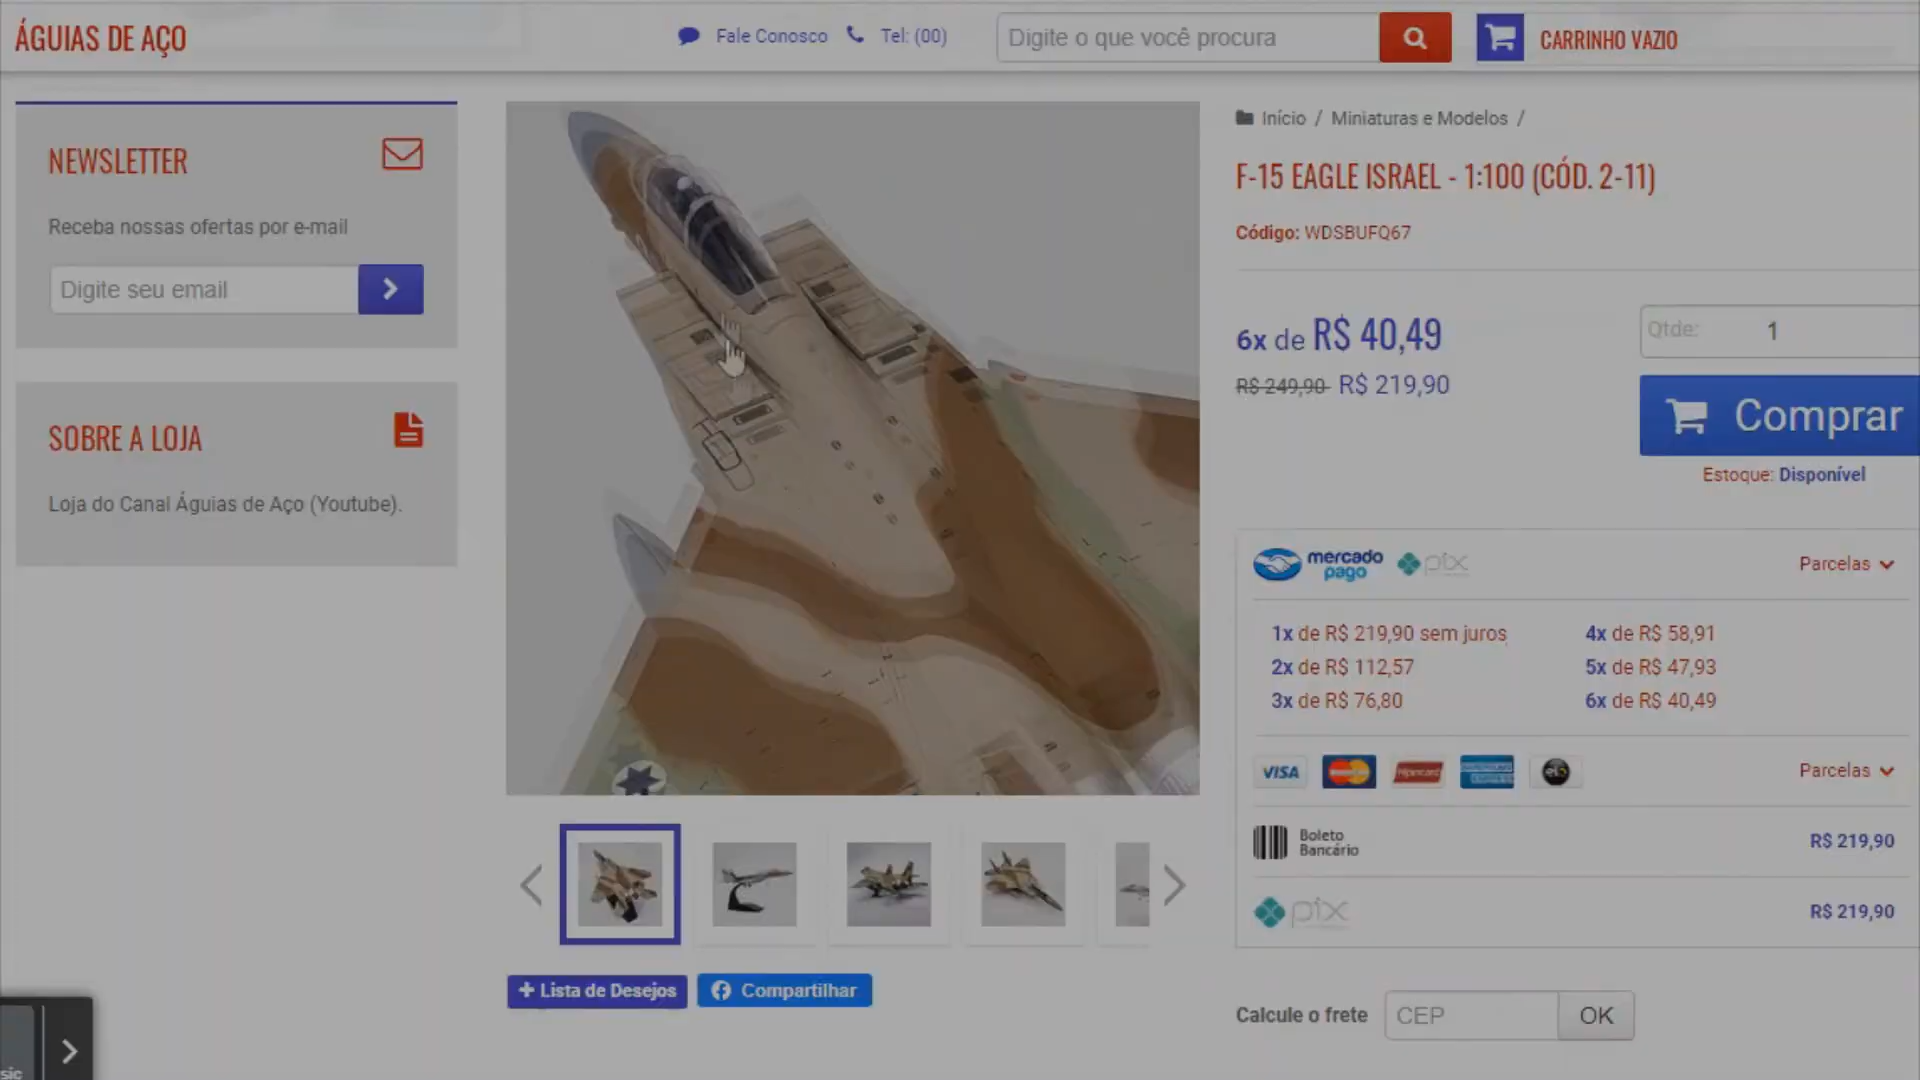 ÁGUIAS DE AÇO
Fale Conosco
Tel: (00)
Digite o que você procura
CARRINHO VAZIO
NEWSLETTER
Receba nossas ofertas por e-mail
Digite seu email
SOBRE A LOJA
Loja do Canal Águias de Aço (Youtube).
+ Lista de Desejos
Compartilhar
Início / Miniaturas e Modelos /
F-15 EAGLE ISRAEL - 1:100 (CÓD. 2-11)
Código: WDSBUFQ67
6x de R$ 40,49
R$ 249,90 R$ 219,90
Qtde: 1
Comprar
Estoque: Disponível
mercado pago
pix
Parcelas
1x de R$ 219,90 sem juros
2x de R$ 112,57
3x de R$ 76,80
4x de R$ 58,91
5x de R$ 47,93
6x de R$ 40,49
VISA
MasterCard
Hipercard
elo
Parcelas
Boleto
Bancário
R$ 219,90
pix
R$ 219,90
Calcule o frete
CEP
OK
sic